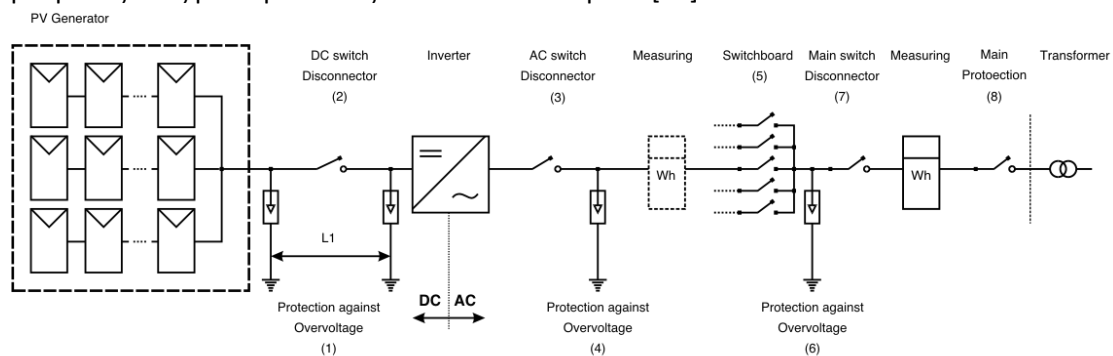 PV Generator
DC switch
Disconnector
(2)
Inverter
AC switch
Disconnector
(3)
Measuring
Switchboard
(5)
Main switch
Disconnector
(7)
Measuring
Main
Protoection
(8)
Transformer
Wh
Wh
L1
DC
AC
Protection against
Overvoltage
(1)
Protection against
Overvoltage
(4)
Protection against
Overvoltage
(6)